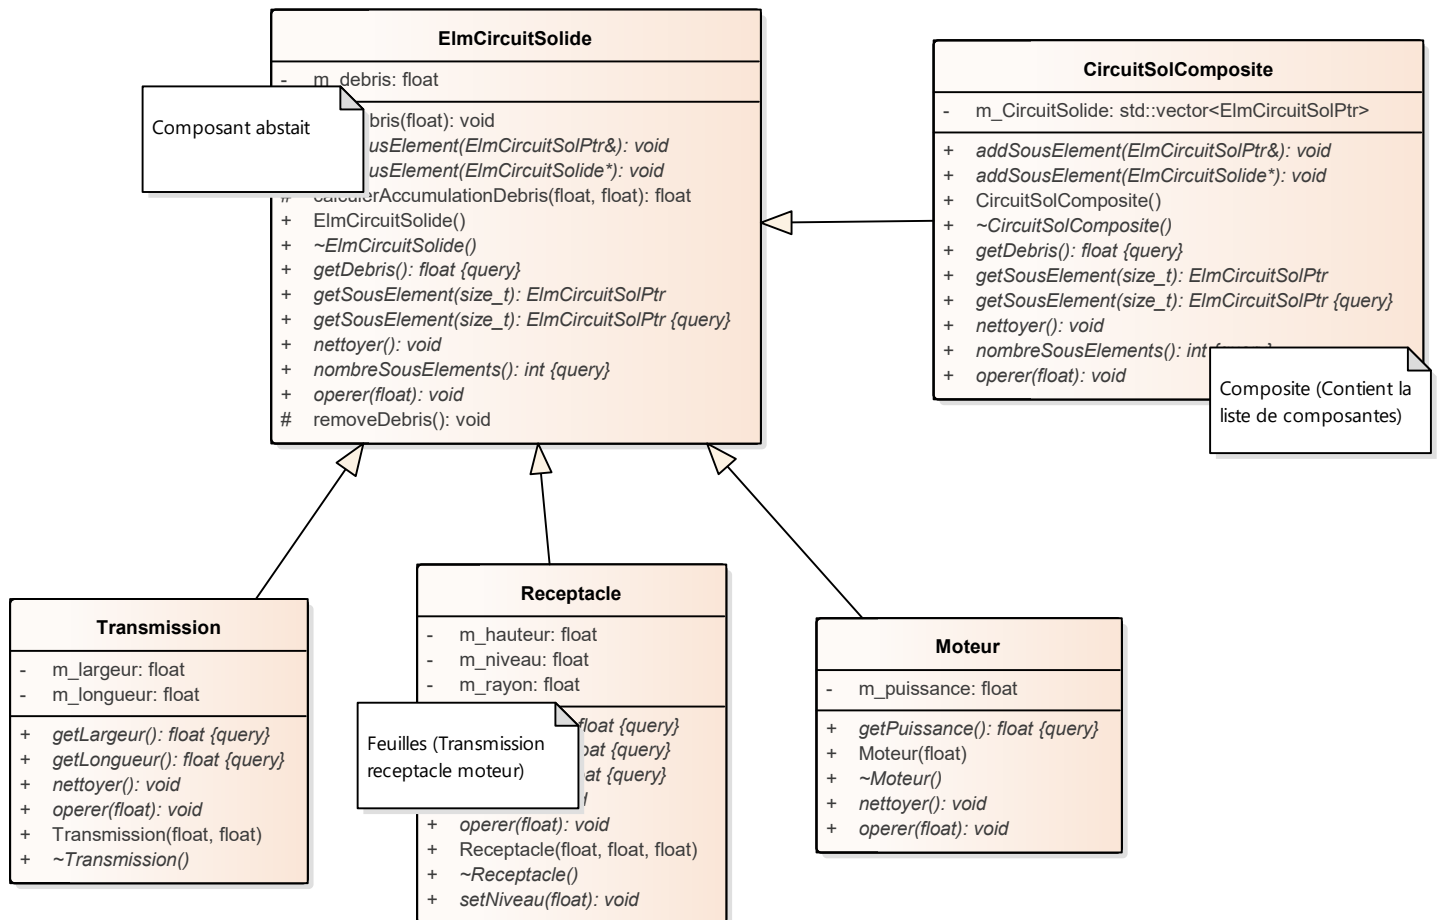 ElmCircuitSolide
- m_debris: float
Composant abstait
bris(float): void
usElement(ElmCircuitSolPtr&): void
usElement(ElmCircuitSolide*): void
# calculerAccumulationDebris(float, float): float
+ ElmCircuitSolide()
+ ~ElmCircuitSolide()
+ getDebris(): float {query}
+ getSousElement(size_t): ElmCircuitSolPtr
+ getSousElement(size_t): ElmCircuitSolPtr {query}
+ nettoyer(): void
+ nombreSousElements(): int {query}
+ operer(float): void
# removeDebris(): void
CircuitSolComposite
- m_CircuitSolide: std::vector<ElmCircuitSolPtr>
+ addSousElement(ElmCircuitSolPtr&): void
+ addSousElement(ElmCircuitSolide*): void
+ CircuitSolComposite()
+ ~CircuitSolComposite()
+ getDebris(): float {query}
+ getSousElement(size_t): ElmCircuitSolPtr
+ getSousElement(size_t): ElmCircuitSolPtr {query}
+ nettoyer(): void
+ nombreSousElements(): int
+ operer(float): void
Composite (Contient la
liste de composantes)
Transmission
- m_largeur: float
- m_longueur: float
+ getLargeur(): float {query}
+ getLongueur(): float {query}
+ nettoyer(): void
+ operer(float): void
+ Transmission(float, float)
+ ~Transmission()
Receptacle
- m_hauteur: float
- m_niveau: float
- m_rayon: float
float {query}
at {query}
at {query}
Feuilles (Transmission
receptacle moteur)
+ operer(float): void
+ Receptacle(float, float, float)
+ ~Receptacle()
+ setNiveau(float): void
Moteur
- m_puissance: float
+ getPuissance(): float {query}
+ Moteur(float)
+ ~Moteur()
+ nettoyer(): void
+ operer(float): void